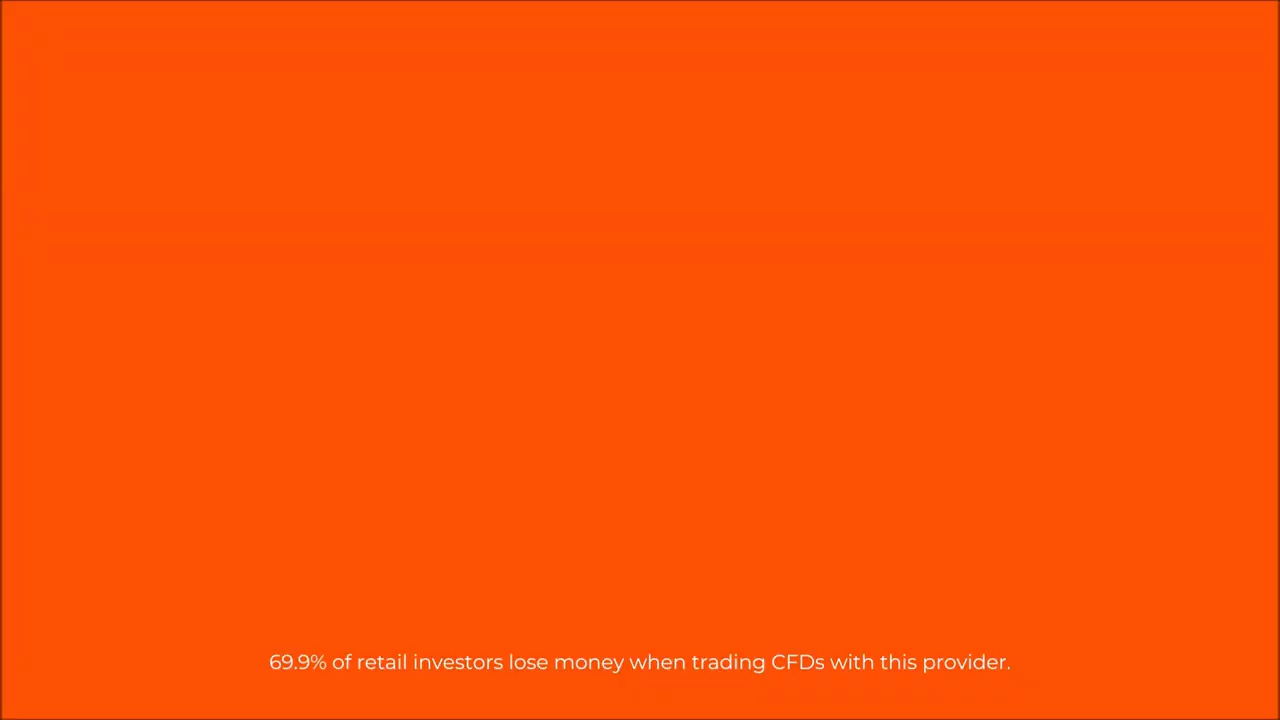 69.9% of retail investors lose money when trading CFDs with this provider.